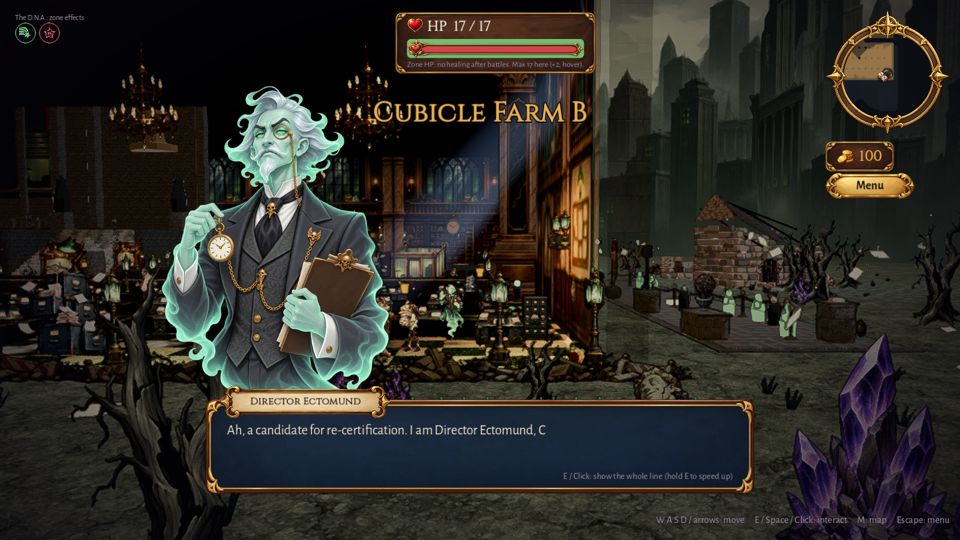 The D.N.A.: zone effects
HP 17 / 17
Zone HP: no healing after battles. Max 17 here (+2, hover).
CUBICLE FARM B
100
Menu
DIRECTOR ECTOMUND
Ah, a candidate for re-certification. I am Director Ectomund, C
E / Click: show the whole line (hold E to speed up)
W A S D / arrows: move E / Space / Click: interact M: map Escape: menu